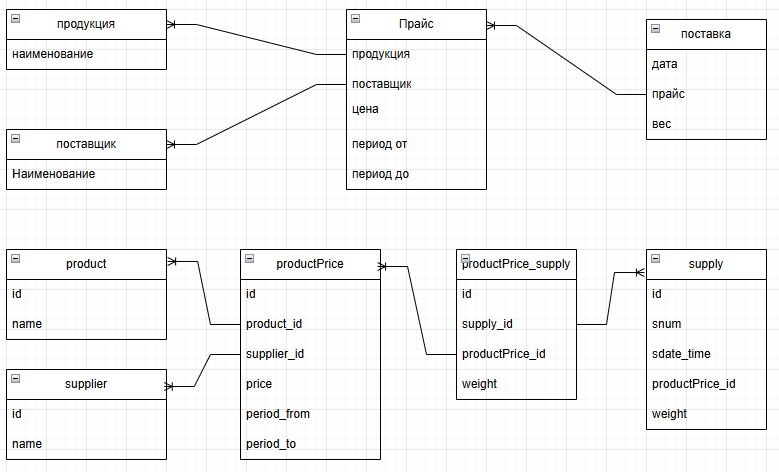 продукция
наименование
поставщик
Наименование
Прайс
продукция
поставщик
цена
период от
период до
поставка
дата
прайс
вес
product
id
name
supplier
id
name
productPrice
id
product_id
supplier_id
price
period_from
period_to
productPrice_supply
id
supply_id
productPrice_id
weight
supply
id
snum
sdate_time
productPrice_id
weight